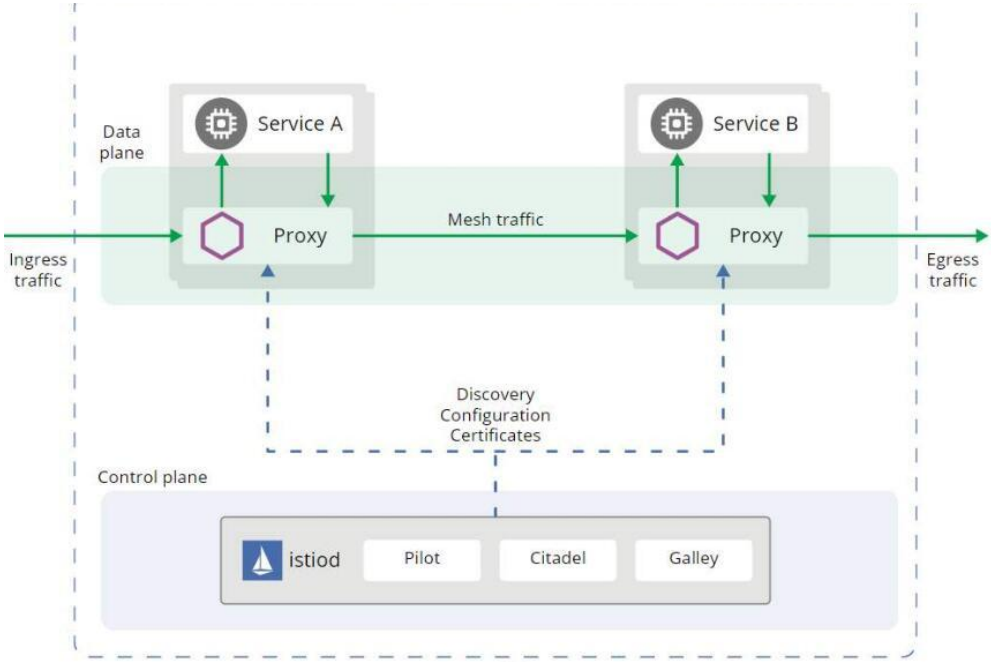 Service A
Service B
Data
plane
Proxy
Mesh traffic
Proxy
Ingress
traffic
Egress
traffic
Discovery
Configuration
Certificates
Control plane
istiod
Pilot
Citadel
Galley